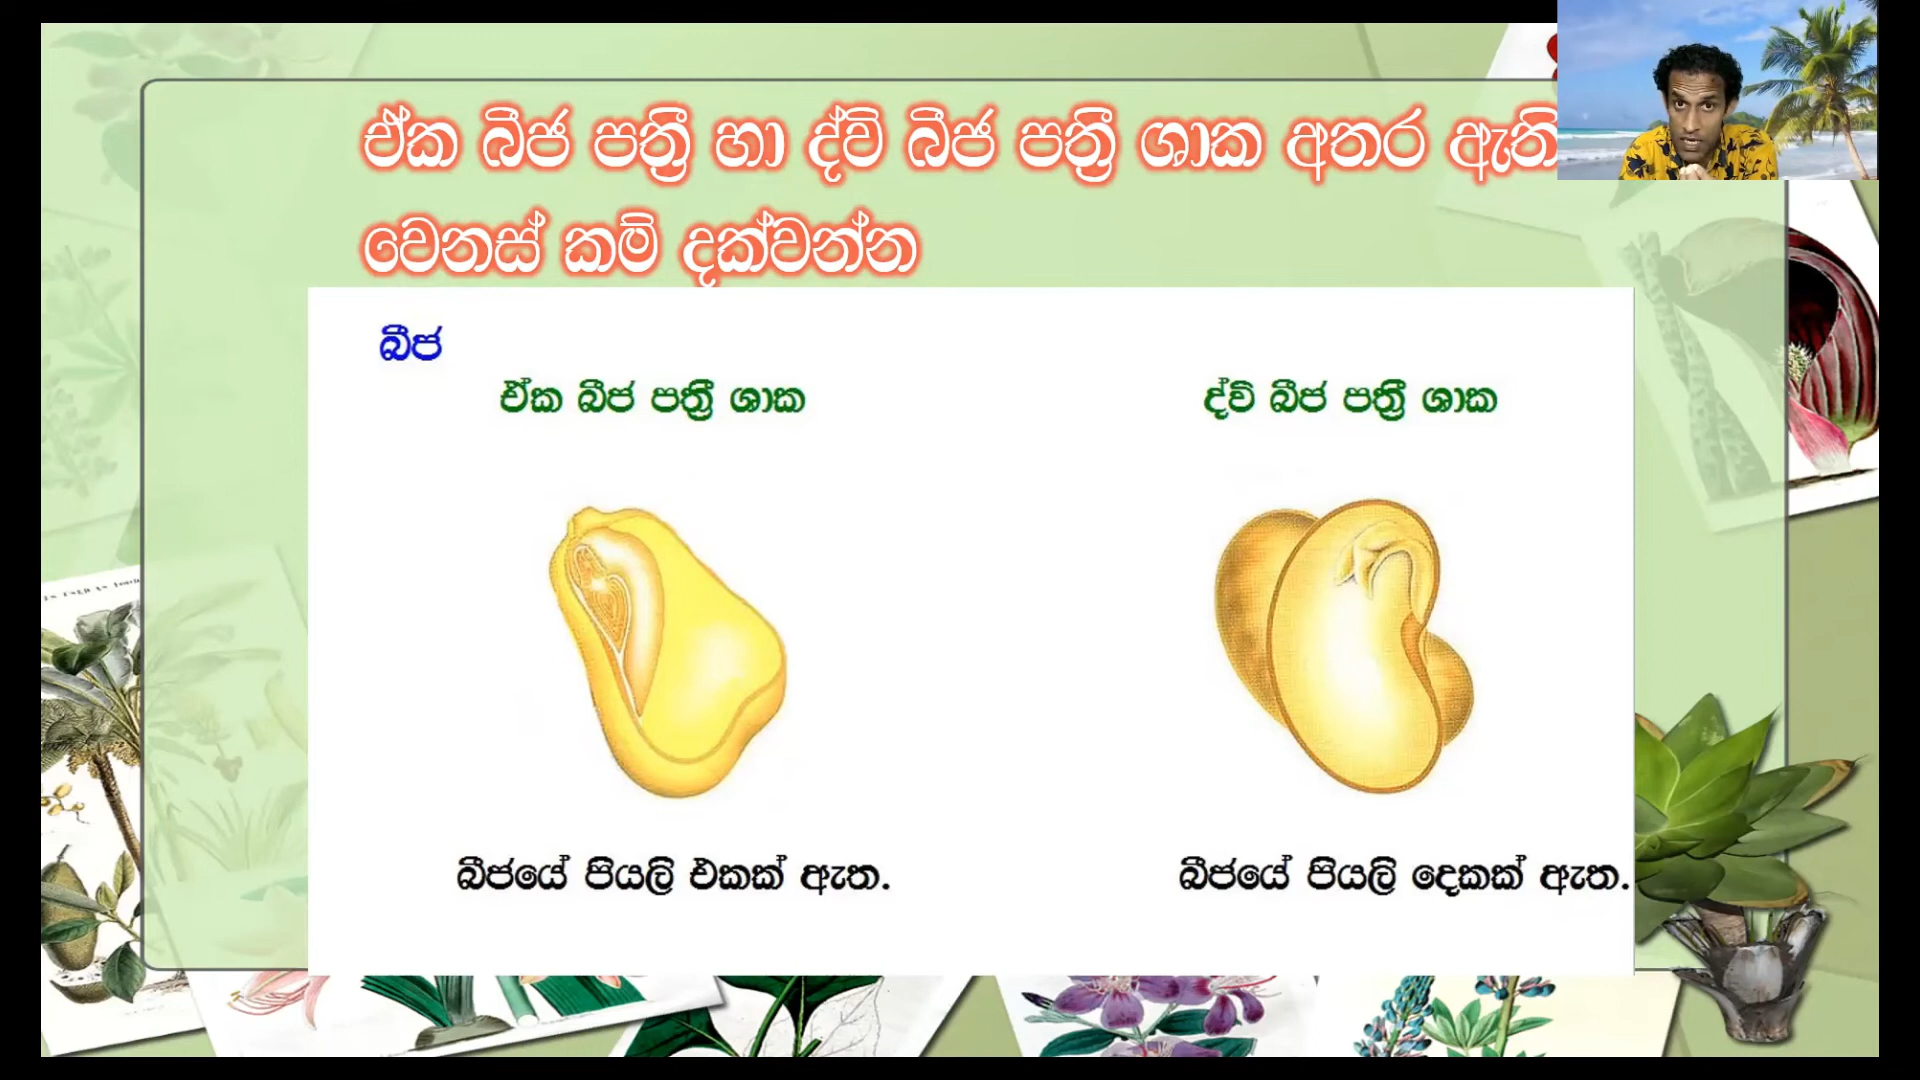 ඒක බීජ පත්‍රී හා ද්වි බීජ පත්‍රී ශාක අතර ඇති
වෙනස් කම් දක්වන්න
බීජ
ඒක බීජ පත්‍රී ශාක
ද්වි බීජ පත්‍රී ශාක
බීජයේ පියලි එකක් ඇත.
බීජයේ පියලි දෙකක් ඇත.